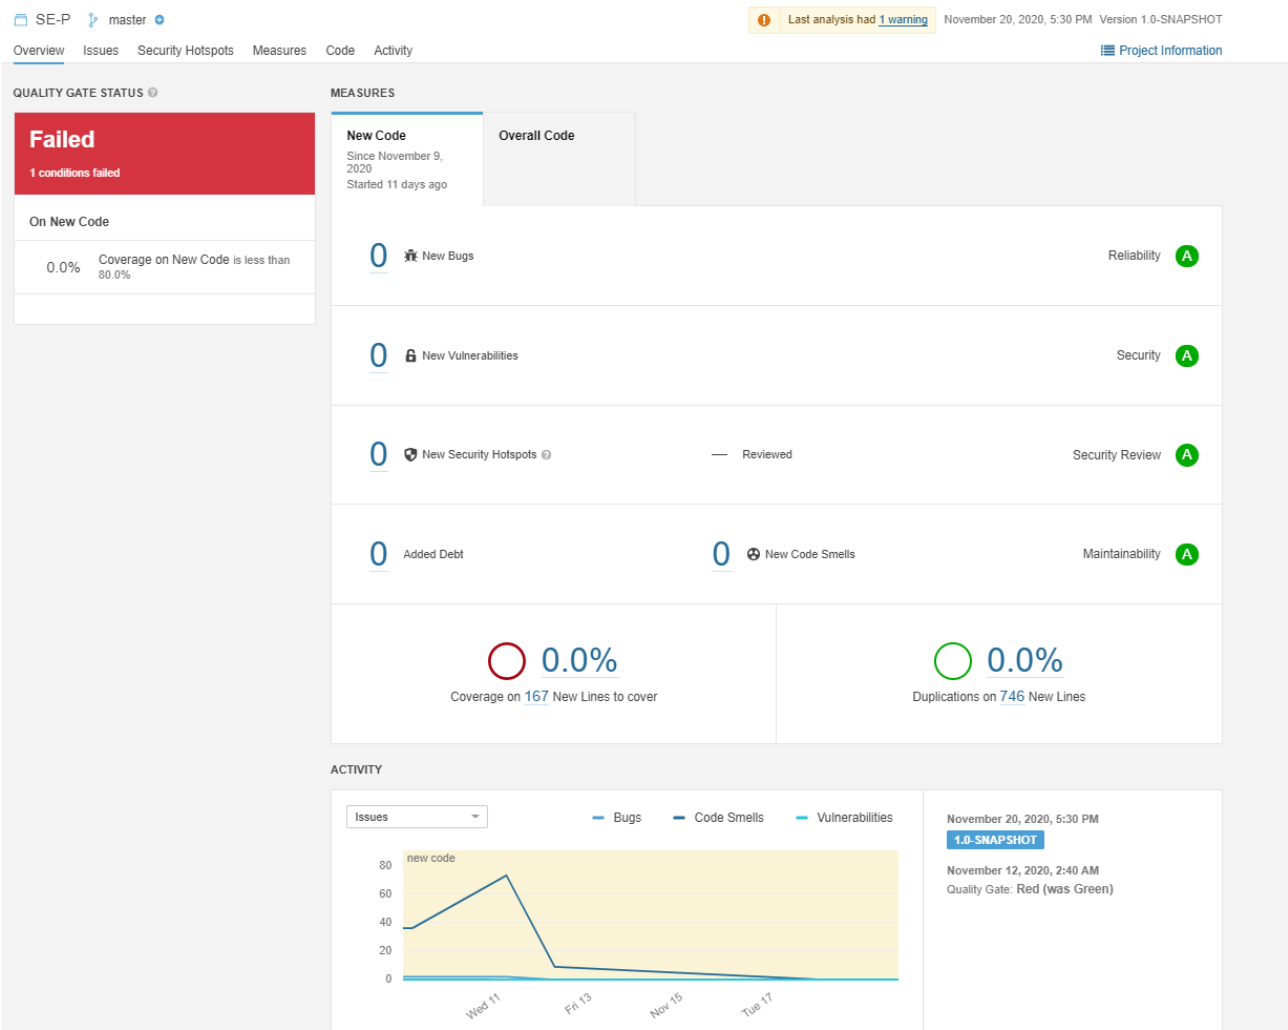 SE-P master
Last analysis had 1 warning November 20, 2020, 5:30 PM Version 1.0-SNAPSHOT
Overview Issues Security Hotspots Measures Code Activity
Project Information
QUALITY GATE STATUS ?
Failed
1 conditions failed
On New Code
0.0% Coverage on New Code is less than
80.0%
MEASURES
New Code
Since November 9,
2020
Started 11 days ago
Overall Code
0 New Bugs Reliability A
0 New Vulnerabilities Security A
0 New Security Hotspots ? — Reviewed Security Review A
0 Added Debt 0 New Code Smells Maintainability A
0.0%
Coverage on 167 New Lines to cover
0.0%
Duplications on 746 New Lines
ACTIVITY
Issues
Bugs Code Smells Vulnerabilities
new code
80
60
40
20
0
Wed 11 Fri 13 Nov 15 Tue 17
November 20, 2020, 5:30 PM
1.0-SNAPSHOT
November 12, 2020, 2:40 AM
Quality Gate: Red (was Green)